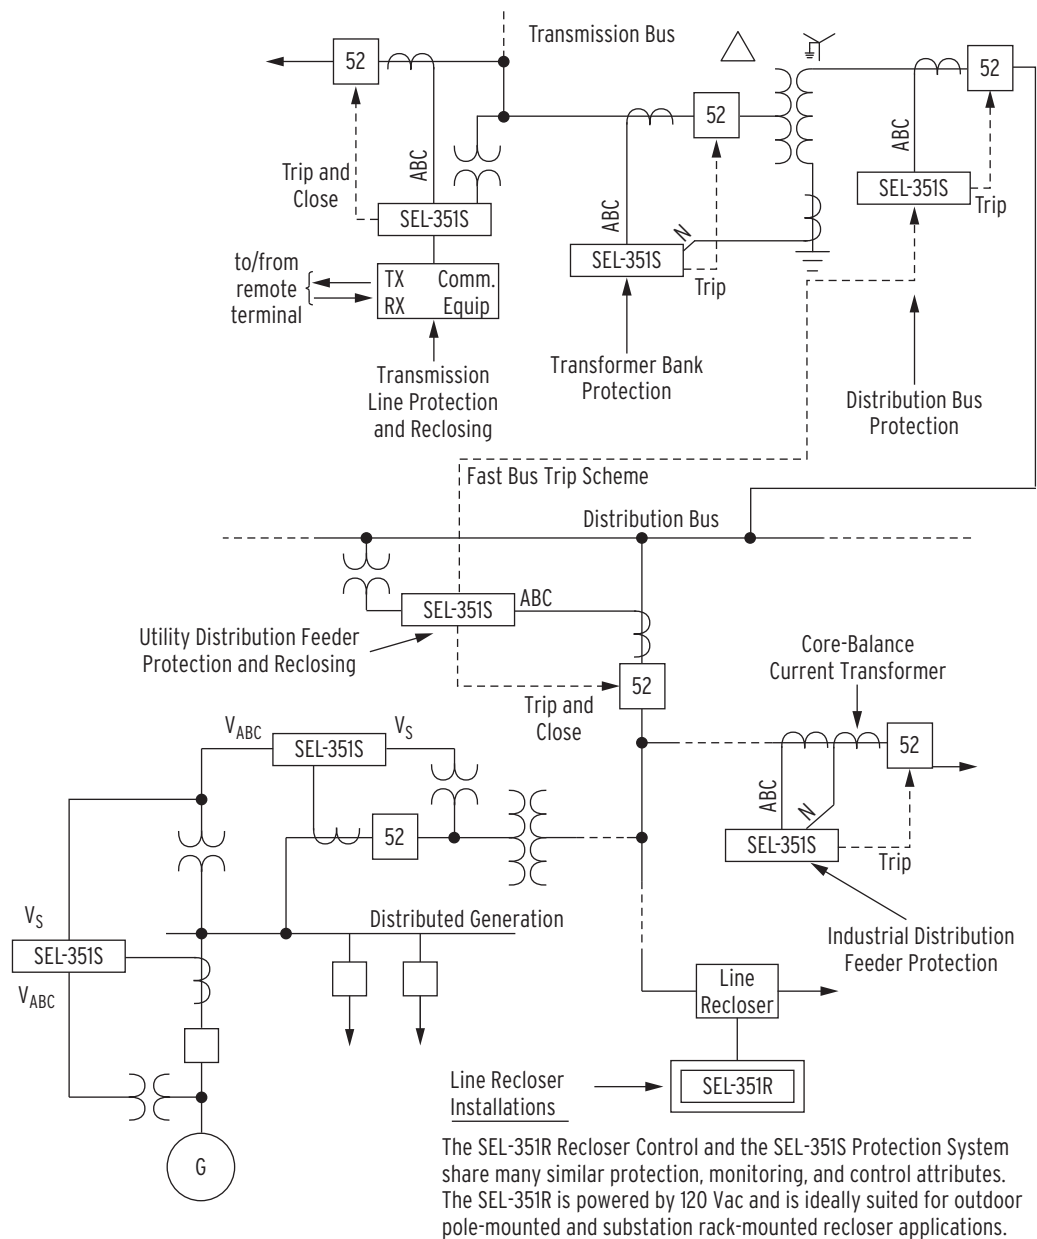 Transmission Bus
52
52
52
ABC
ABC
ABC
Trip and
Close
SEL-351S
SEL-351S
Trip
N
SEL-351S
Trip
to/from
remote
terminal
TX Comm.
RX Equip
Transmission
Line Protection
and Reclosing
Transformer Bank
Protection
Distribution Bus
Protection
Fast Bus Trip Scheme
Distribution Bus
SEL-351S
ABC
Utility Distribution Feeder
Protection and Reclosing
52
Trip and
Close
Core-Balance
Current Transformer
52
ABC
N
SEL-351S
Trip
Industrial Distribution
Feeder Protection
VABC
SEL-351S
VS
52
Distributed Generation
VS
SEL-351S
VABC
G
Line
Recloser
SEL-351R
Line Recloser
Installations
The SEL-351R Recloser Control and the SEL-351S Protection System
share many similar protection, monitoring, and control attributes.
The SEL-351R is powered by 120 Vac and is ideally suited for outdoor
pole-mounted and substation rack-mounted recloser applications.